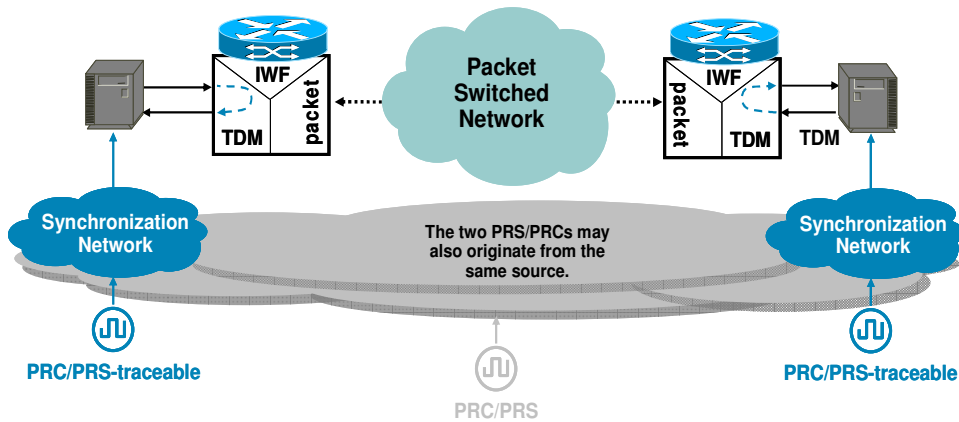 IWF
TDM
packet
Packet
Switched
Network
IWF
packet
TDM
TDM
Synchronization
Network
The two PRS/PRCs may
also originate from the
same source.
Synchronization
Network
PRC/PRS-traceable
PRC/PRS
PRC/PRS-traceable